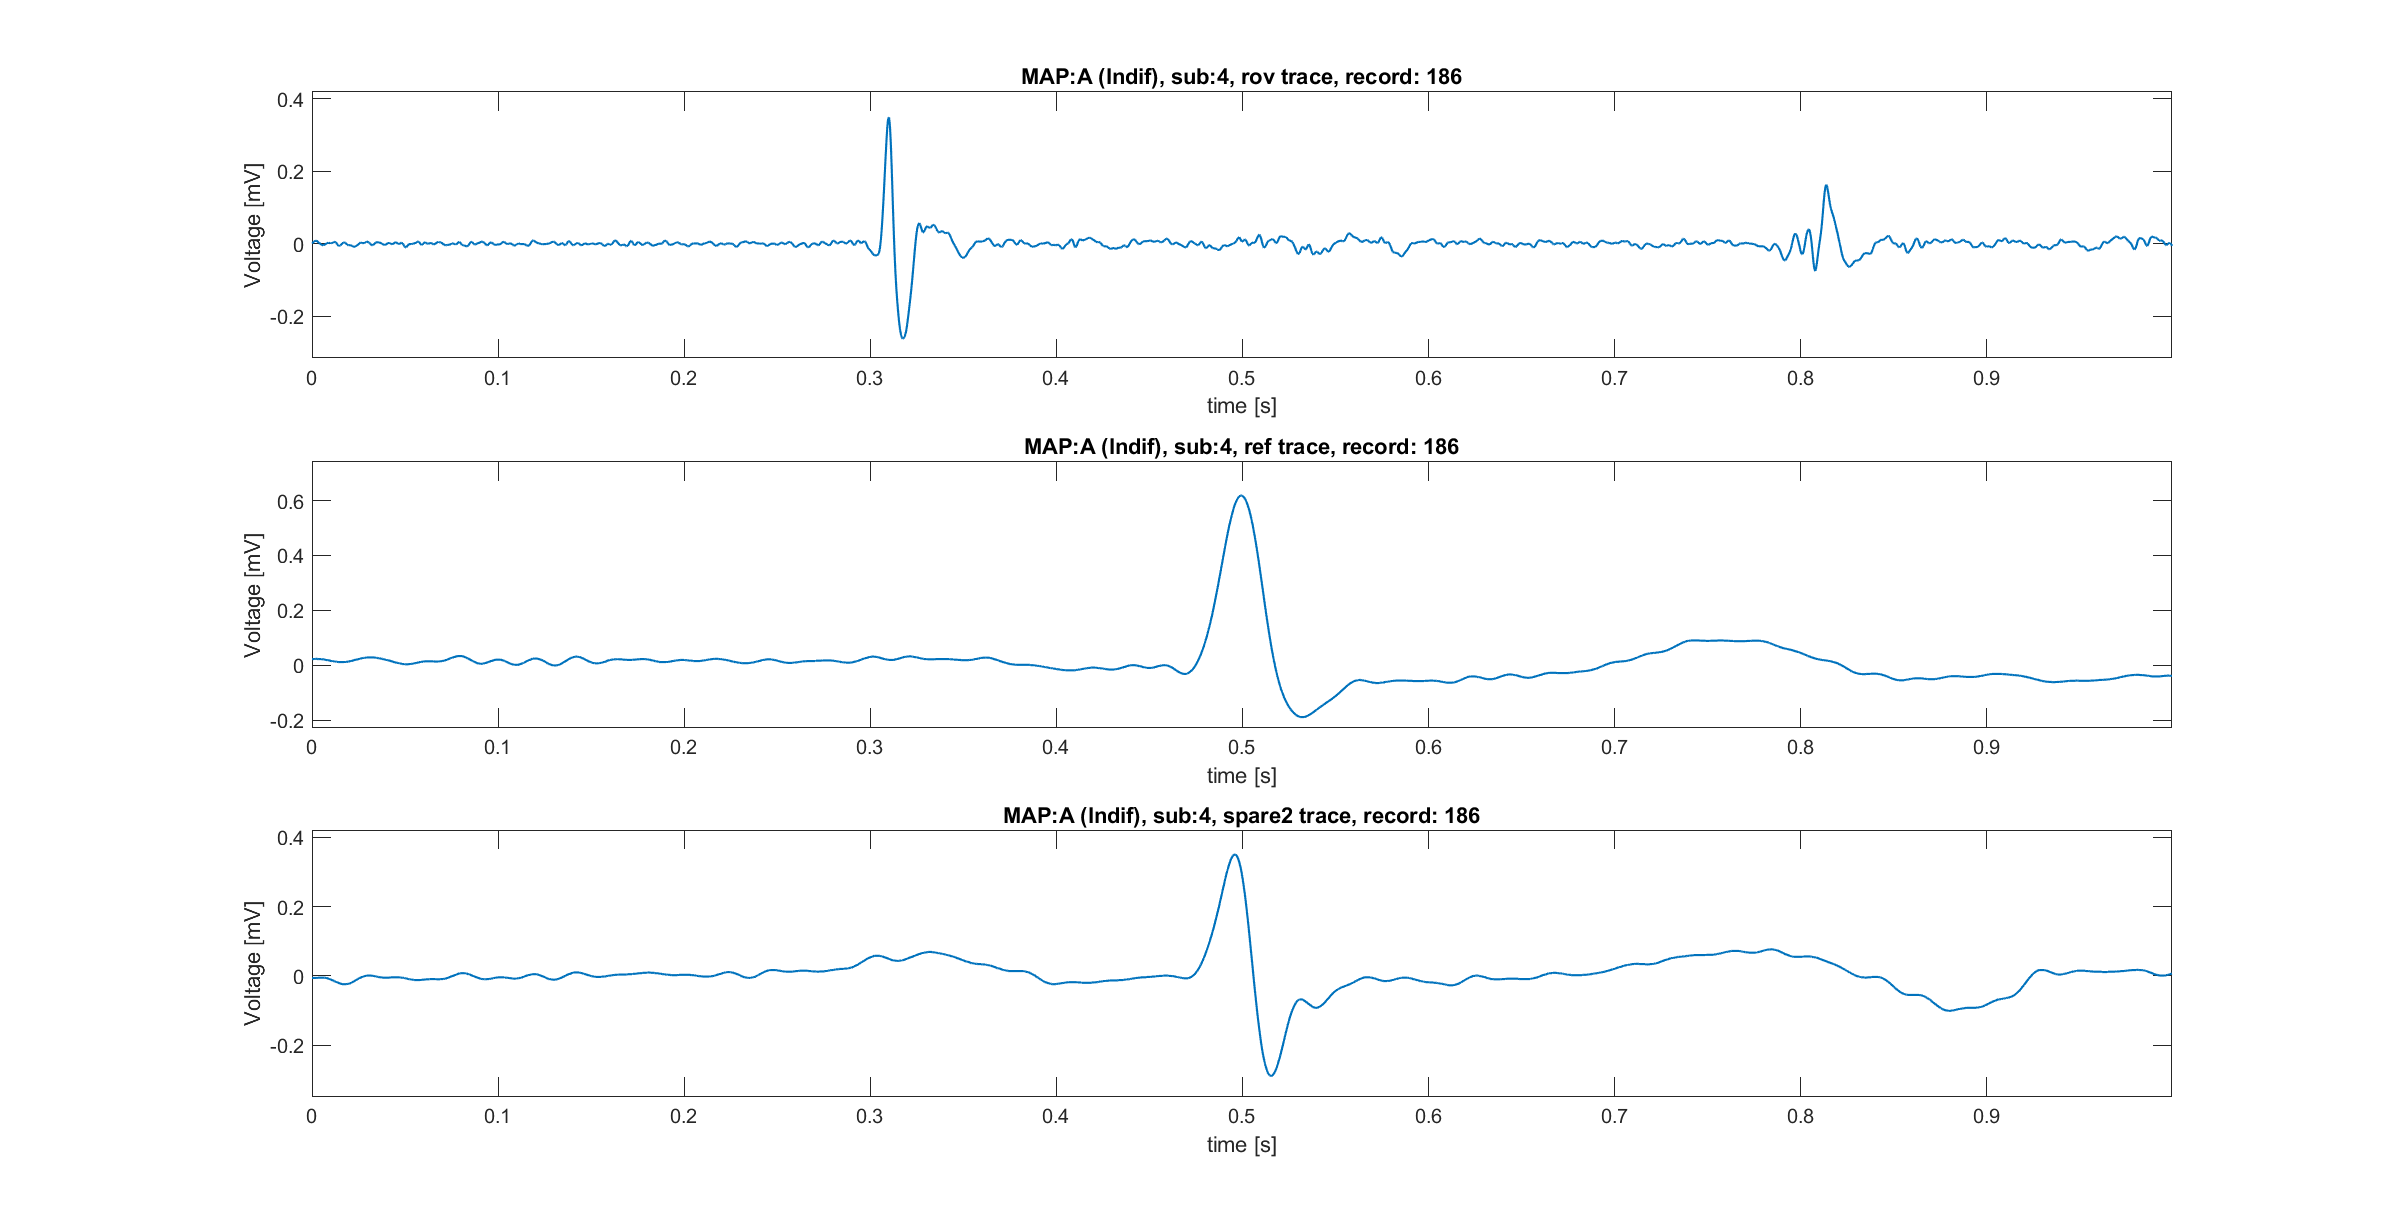 MAP:A (Indif), sub:4, rov trace, record: 186
Voltage [mV]
0.4
0.2
0
-0.2
0 0.1 0.2 0.3 0.4 0.5 0.6 0.7 0.8 0.9
time [s]
MAP:A (Indif), sub:4, ref trace, record: 186
Voltage [mV]
0.6
0.4
0.2
0
-0.2
0 0.1 0.2 0.3 0.4 0.5 0.6 0.7 0.8 0.9
time [s]
MAP:A (Indif), sub:4, spare2 trace, record: 186
Voltage [mV]
0.4
0.2
0
-0.2
0 0.1 0.2 0.3 0.4 0.5 0.6 0.7 0.8 0.9
time [s]